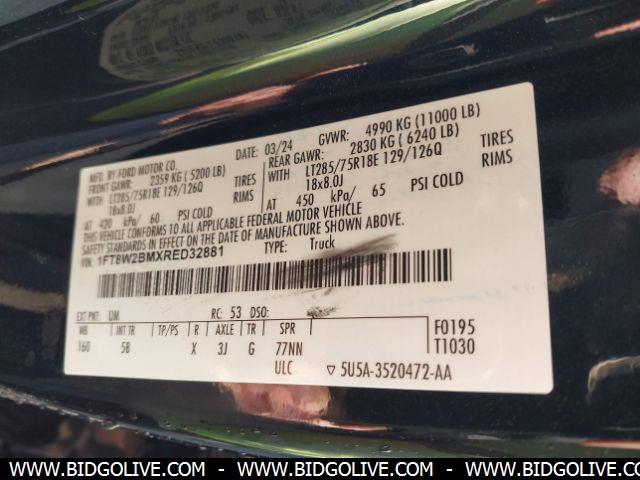 MFD. BY FORD MOTOR CO.
DATE: 03/24 GVWR: 4990 KG (11000 LB)
FRONT GAWR: 2359 KG (5200 LB) REAR GAWR: 2830 KG (6240 LB)
WITH LT285/75R18E 129/126Q TIRES WITH LT285/75R18E 129/126Q TIRES
18x8.0J RIMS 18x8.0J RIMS
AT 420 kPa/ 60 PSI COLD AT 450 kPa/ 65 PSI COLD
THIS VEHICLE CONFORMS TO ALL APPLICABLE FEDERAL MOTOR VEHICLE
SAFETY STANDARDS IN EFFECT ON THE DATE OF MANUFACTURE SHOWN ABOVE.
VIN: 1FT8W2BMXRED32881 TYPE: Truck
EXT PNT: UM RC: 53 DSO:
WB INT TR TP/PS R AXLE TR SPR
160 5B X 3J G 77NN
ULC
F0195
T1030
▽ 5U5A-3520472-AA
WWW.BIDGOLIVE.COM - WWW.BIDGOLIVE.COM - WWW.BIDGOLIVE.COM